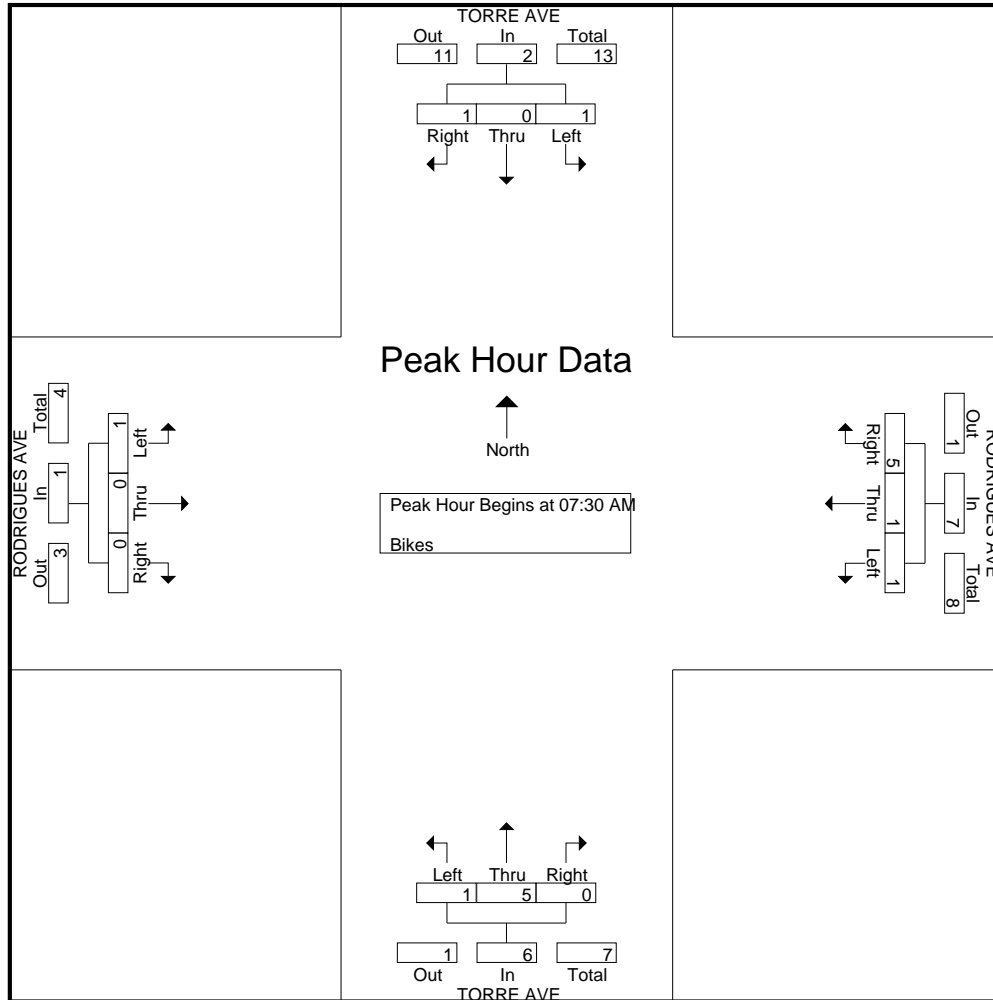 TORRE AVE
Out In Total
11 2 13
1 0 1
Right Thru Left
Peak Hour Data
North
Peak Hour Begins at 07:30 AM
Bikes
RODRIGUES AVE
Out In Total
3 1 4
Right Thru Left
0 0 1
RODRIGUES AVE
Out In Total
1 7 8
Right Thru Left
5 1 1
Left Thru Right
1 5 0
1 6 7
Out In Total
TORRE AVE